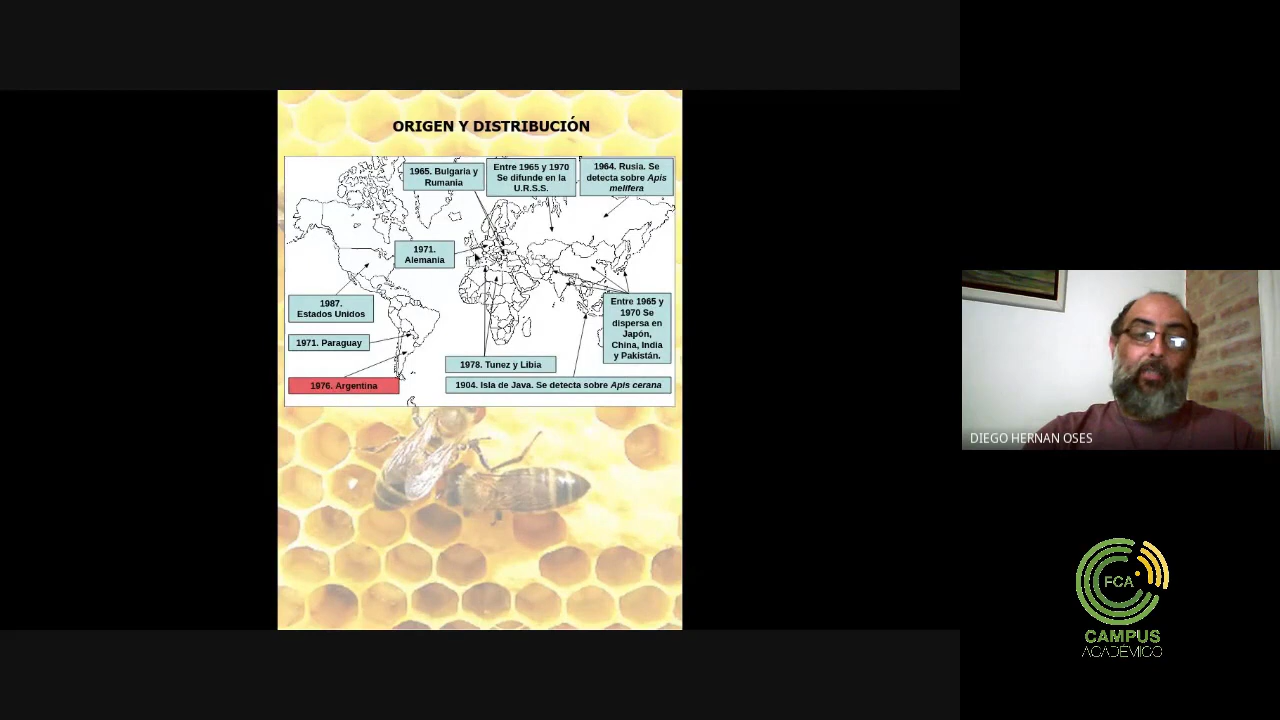 ORIGEN Y DISTRIBUCIÓN
1965. Bulgaria y
Rumania
Entre 1965 y 1970
Se difunde en la
U.R.S.S.
1964. Rusia. Se
detecta sobre Apis
melífera
1971.
Alemania
1987.
Estados Unidos
1971. Paraguay
1976. Argentina
1978. Tunez y Libia
1904. Isla de Java. Se detecta sobre Apis cerana
Entre 1965 y
1970 Se
dispersa en
Japón,
China, India
y Pakistán.
DIEGO HERNAN OSES
FCA
CAMPUS
ACADÉMICO